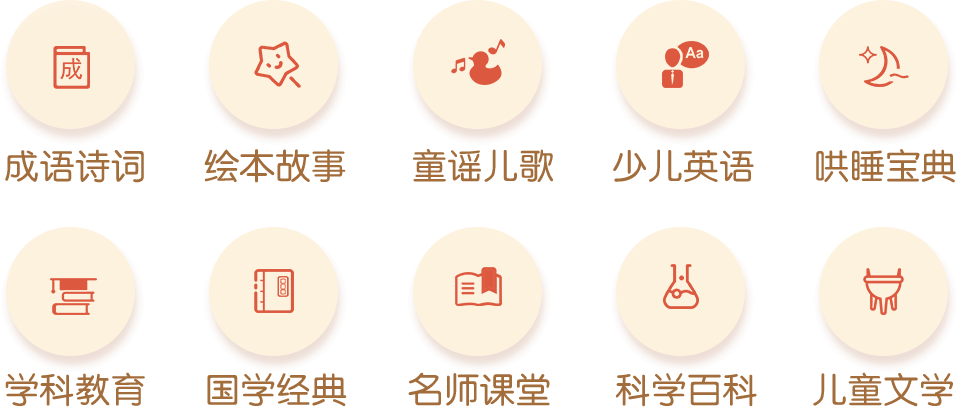 成
Aa
成语诗词
绘本故事
童谣儿歌
少儿英语
哄睡宝典
学科教育
国学经典
名师课堂
科学百科
儿童文学